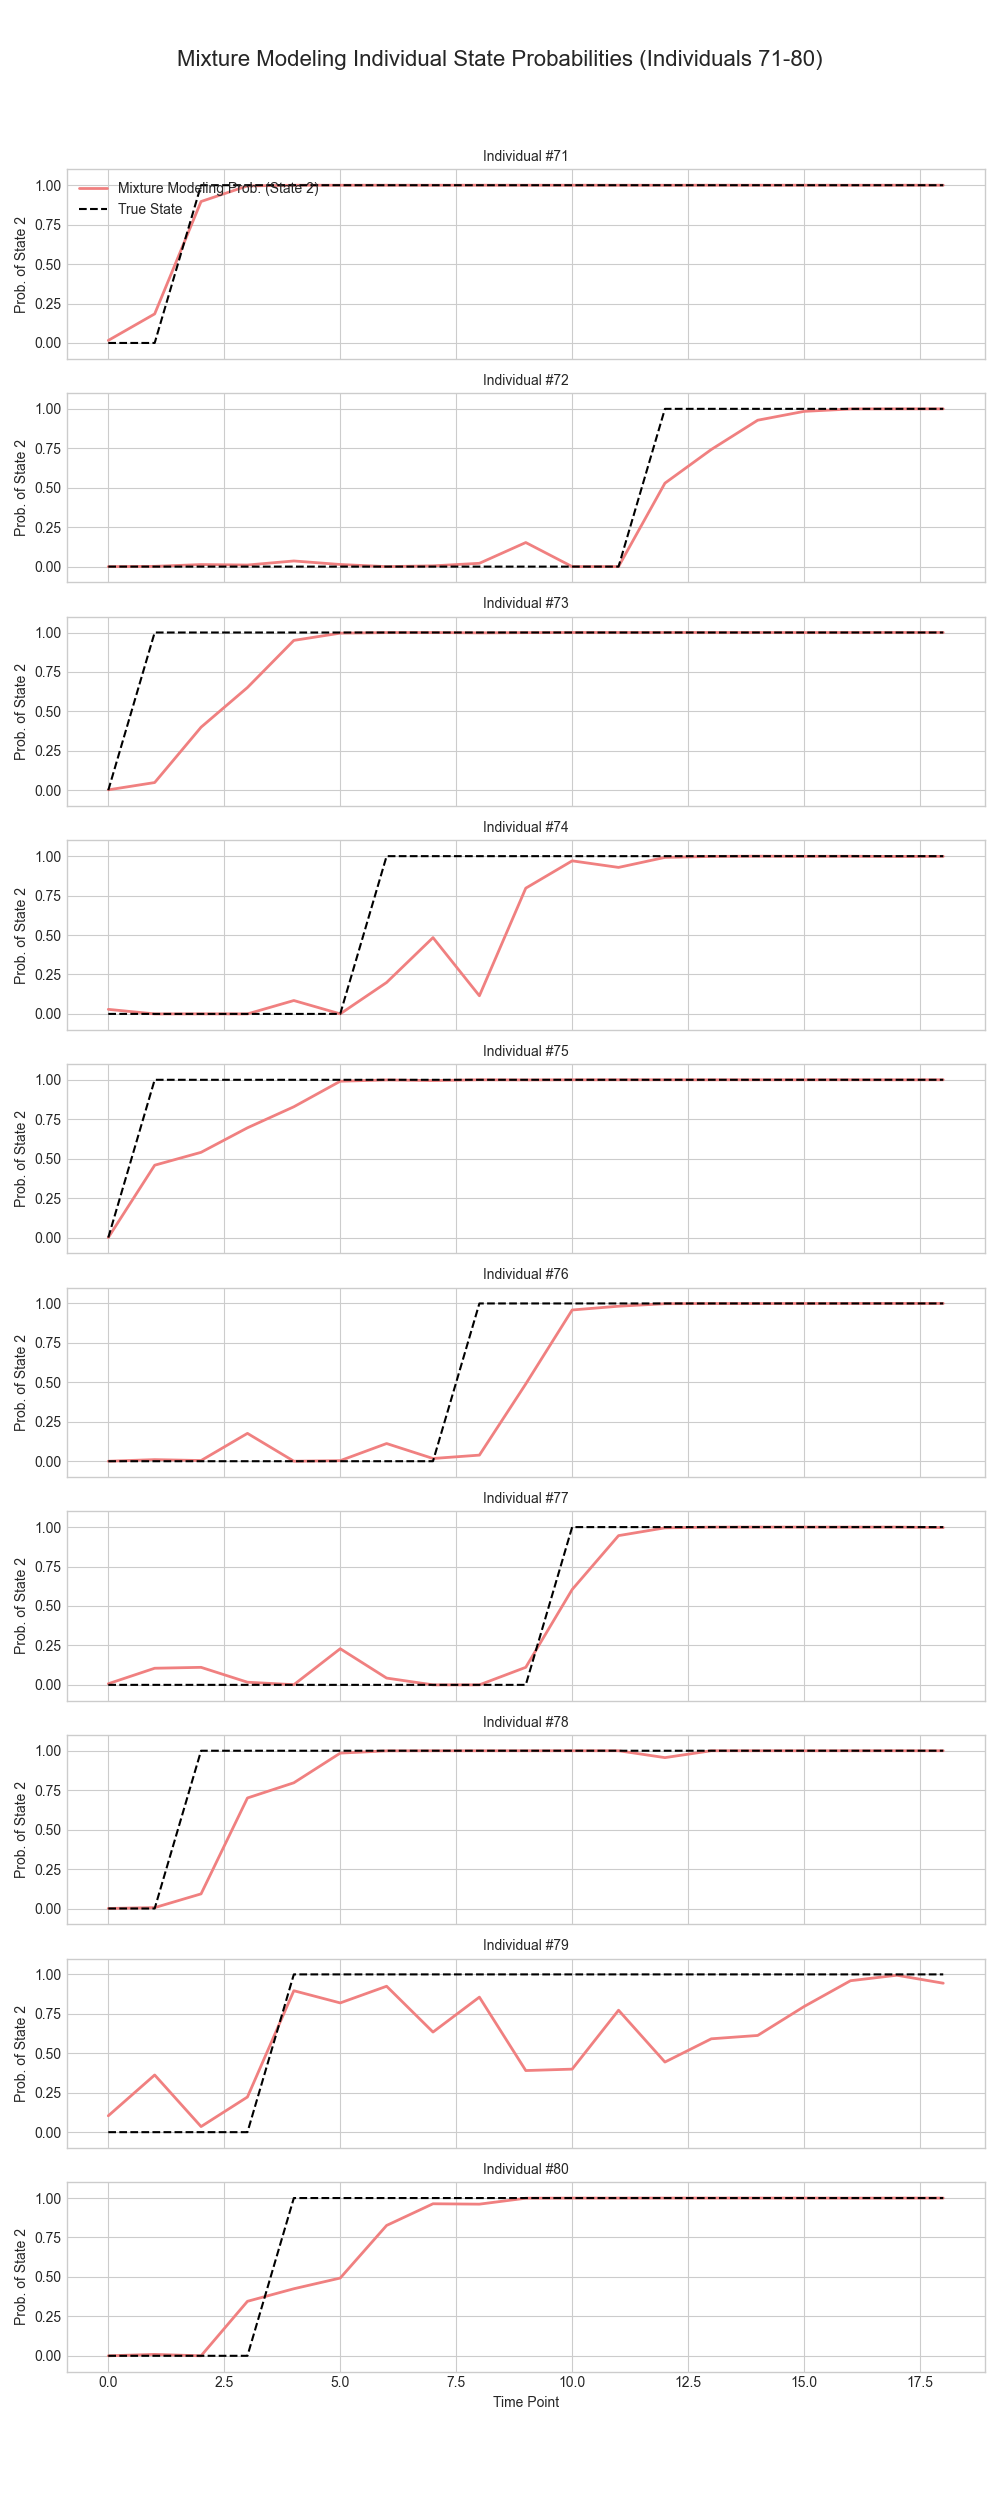 Mixture Modeling Individual State Probabilities (Individuals 71-80)
Individual #71
Mixture Modeling Prob. (State 2)
True State
1.00
0.75
0.50
0.25
0.00
Prob. of State 2
Individual #72
1.00
0.75
0.50
0.25
0.00
Prob. of State 2
Individual #73
1.00
0.75
0.50
0.25
0.00
Prob. of State 2
Individual #74
1.00
0.75
0.50
0.25
0.00
Prob. of State 2
Individual #75
1.00
0.75
0.50
0.25
0.00
Prob. of State 2
Individual #76
1.00
0.75
0.50
0.25
0.00
Prob. of State 2
Individual #77
1.00
0.75
0.50
0.25
0.00
Prob. of State 2
Individual #78
1.00
0.75
0.50
0.25
0.00
Prob. of State 2
Individual #79
1.00
0.75
0.50
0.25
0.00
Prob. of State 2
Individual #80
1.00
0.75
0.50
0.25
0.00
Prob. of State 2
0.0 2.5 5.0 7.5 10.0 12.5 15.0 17.5
Time Point